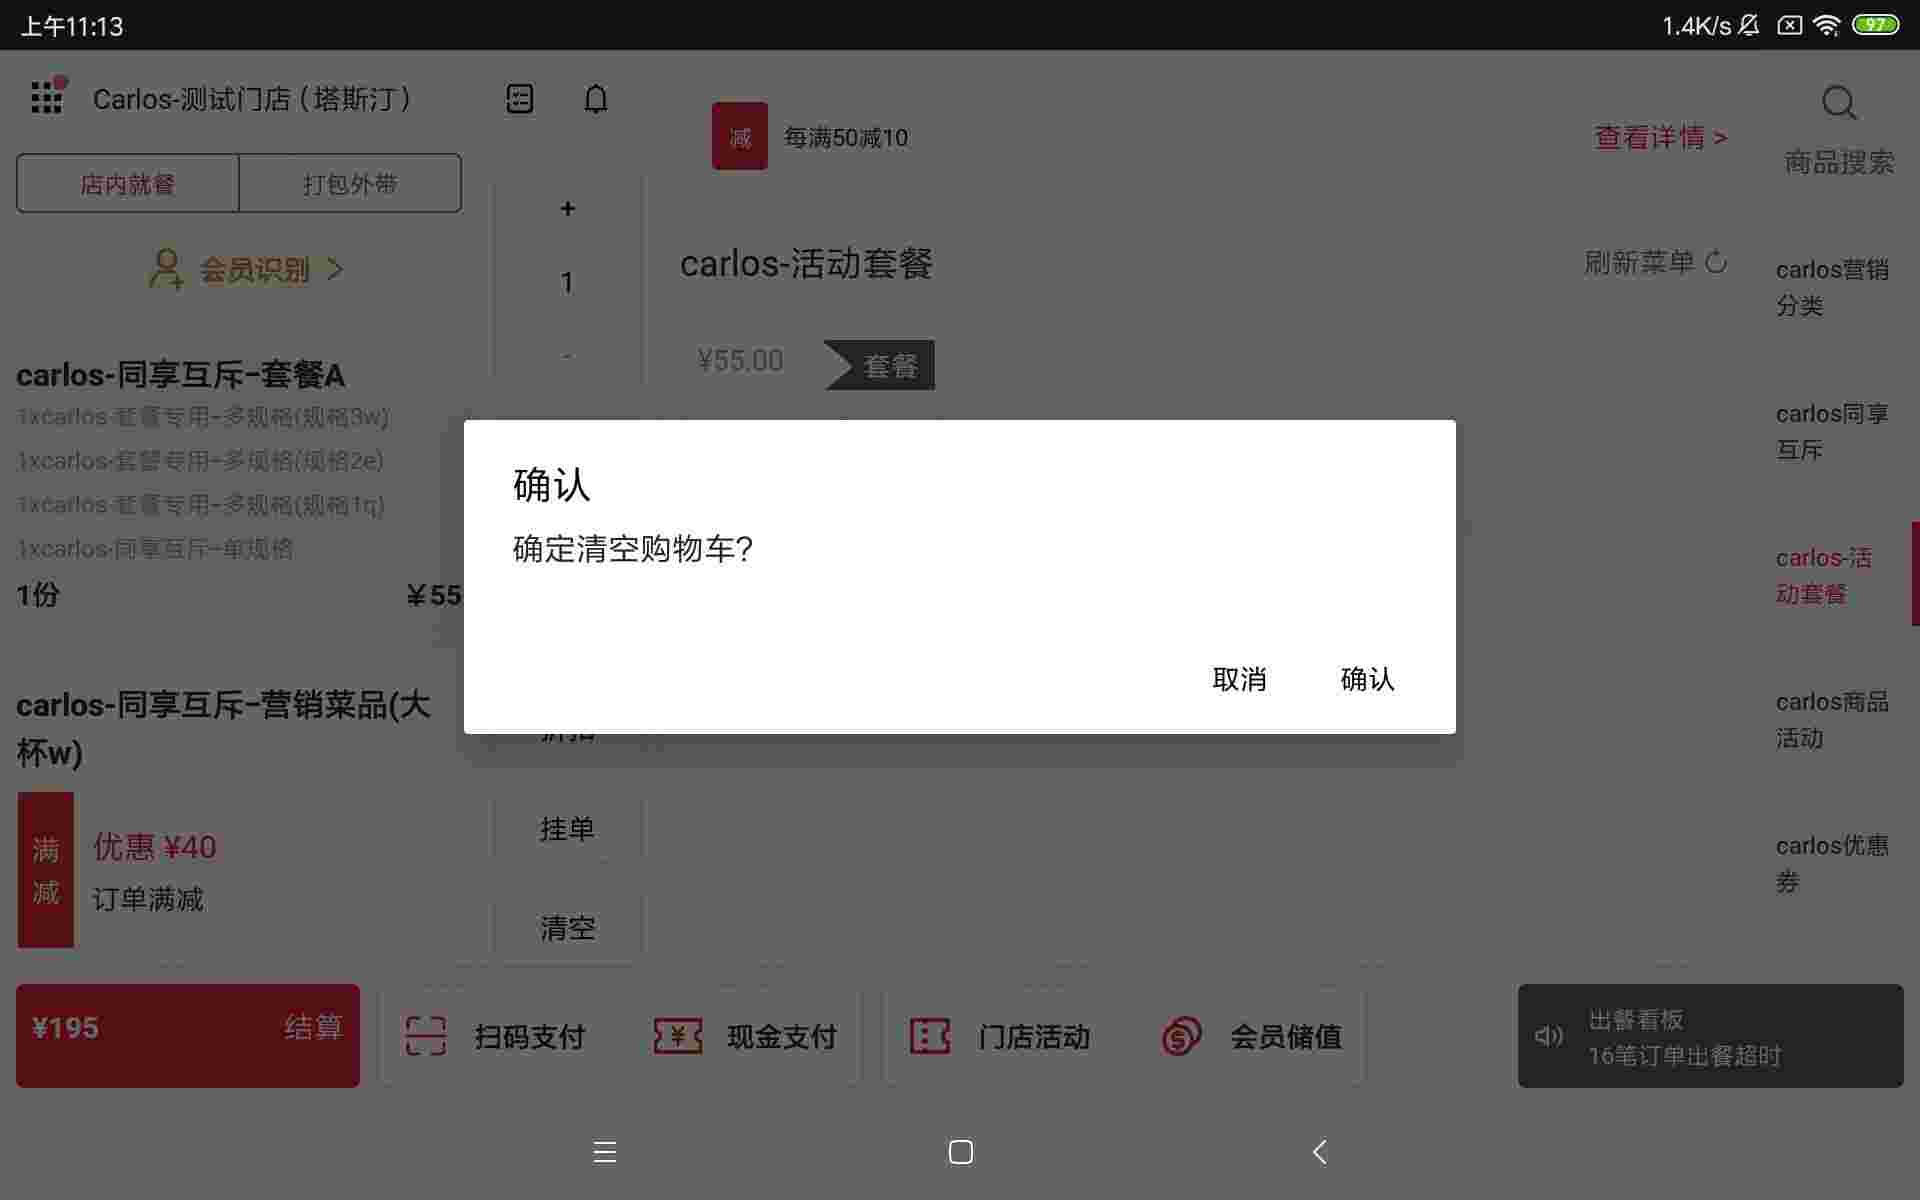 上午11:13
1.4K/s
97
Carlos-测试门店（塔斯汀）
店内就餐
打包外带
会员识别 >
carlos-同享互斥-套餐A
1xcarlos-套餐专用-多规格(规格3w)
1xcarlos-套餐专用-多规格(规格2e)
1xcarlos-套餐专用-多规格(规格1q)
1xcarlos-同享互斥-单规格
1份
¥55
carlos-同享互斥-营销菜品(大
杯w)
满减
优惠 ¥40
订单满减
+
1
-
挂单
清空
减
每满50减10
查看详情 >
carlos-活动套餐
刷新菜单
¥55.00
套餐
确认
确定清空购物车？
取消
确认
商品搜索
carlos营销
分类
carlos同享
互斥
carlos-活
动套餐
carlos商品
活动
carlos优惠
券
¥195
结算
扫码支付
现金支付
门店活动
会员储值
出餐看板
16笔订单出餐超时